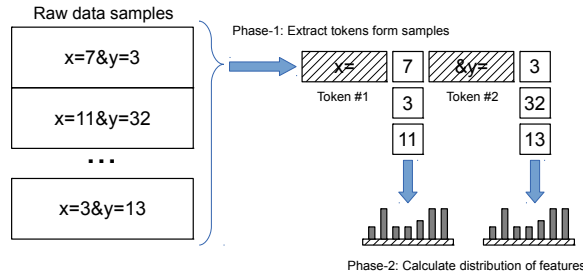 Raw data samples
x=7&y=3
x=11&y=32
...
x=3&y=13
Phase-1: Extract tokens form samples
x= 7 &y= 3
Token #1 Token #2
3 32
11 13
Phase-2: Calculate distribution of features